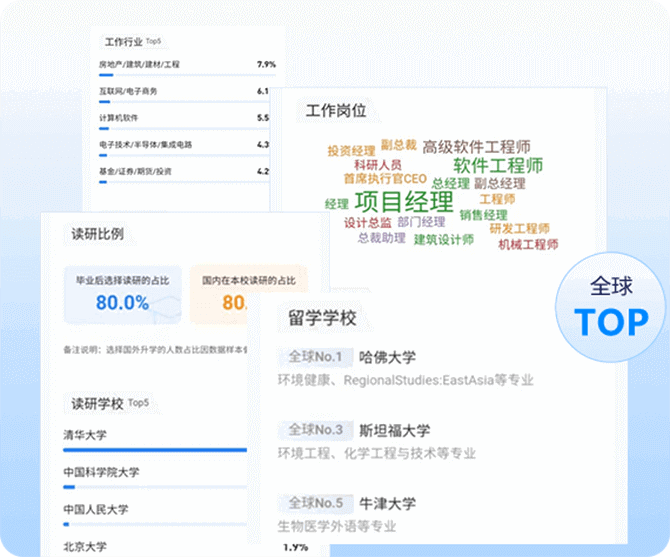 工作行业 Top5
房地产/建筑/建材/工程 7.9%
互联网/电子商务 6.1
计算机软件 5.5
电子技术/半导体/集成电路 4.3
基金/证券/期货/投资 4.2
工作岗位
投资经理 副总裁 高级软件工程师
科研人员 软件工程师
首席执行官CEO 总经理 副总经理
经理 项目经理 工程师
销售经理
设计总监 部门经理 研发工程师
总裁助理 建筑设计师 机械工程师
读研比例
毕业后选择读研的占比
80.0%
国内在本校读研的占比
80.
备注说明：选择国外升学的人数占比因数据样本
读研学校 Top5
清华大学
中国科学院大学
中国人民大学
北京大学 1.9%
留学学校
全球No.1 哈佛大学
环境健康、RegionalStudies:EastAsia等专业
全球No.3 斯坦福大学
环境工程、化学工程与技术等专业
全球No.5 牛津大学
生物医学外语等专业
全球
TOP